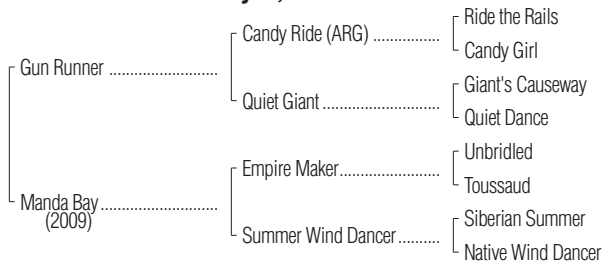 Ride the Rails
Candy Ride (ARG) ................
Candy Girl
Gun Runner ..........................
Giant's Causeway
Quiet Giant ............................
Quiet Dance
Unbridled
Empire Maker........................
Toussaud
Manda Bay............................
(2009)
Siberian Summer
Summer Wind Dancer ..........
Native Wind Dancer